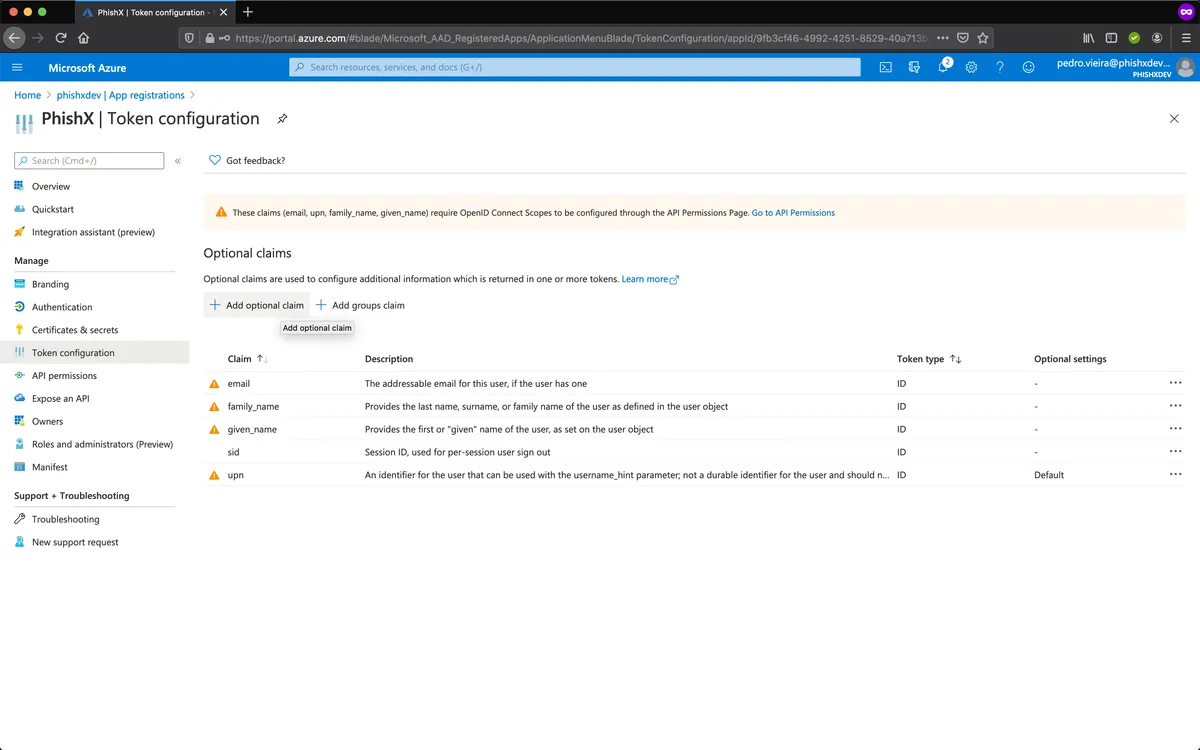 PhishX | Token configuration -
https://portal.azure.com/#blade/Microsoft_AAD_RegisteredApps/ApplicationMenuBlade/TokenConfiguration/appId/9fb3cf46-4992-4251-8529-40a713
Microsoft Azure
Search resources, services, and docs (G+/)
2
pedro.vieira@phishxdev...
PHISHXDEV
Home > phishxdev | App registrations >
PhishX | Token configuration
Search (Cmd+/)
«
Got feedback?
Overview
Quickstart
Integration assistant (preview)
Manage
Branding
Authentication
Certificates & secrets
Token configuration
API permissions
Expose an API
Owners
Roles and administrators (Preview)
Manifest
Support + Troubleshooting
Troubleshooting
New support request
These claims (email, upn, family_name, given_name) require OpenID Connect Scopes to be configured through the API Permissions Page. Go to API Permissions
Optional claims
Optional claims are used to configure additional information which is returned in one or more tokens. Learn more
Add optional claim Add groups claim
Add optional claim
Claim Description Token type Optional settings
email The addressable email for this user, if the user has one ID -
family_name Provides the last name, surname, or family name of the user as defined in the user object ID -
given_name Provides the first or "given" name of the user, as set on the user object ID -
sid Session ID, used for per-session user sign out ID -
upn An identifier for the user that can be used with the username_hint parameter; not a durable identifier for the user and should n... ID Default